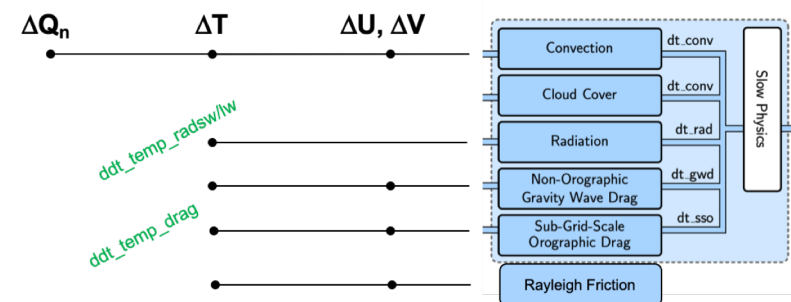 ΔQn ΔT ΔU, ΔV
Convection dt_conv
Cloud Cover dt_conv
ddt_temp_radsw/lw
Radiation dt_rad
Slow Physics
Non-Orographic
Gravity Wave Drag
dt_gwd
ddt_temp_drag
Sub-Grid-Scale
Orographic Drag
dt_sso
Rayleigh Friction